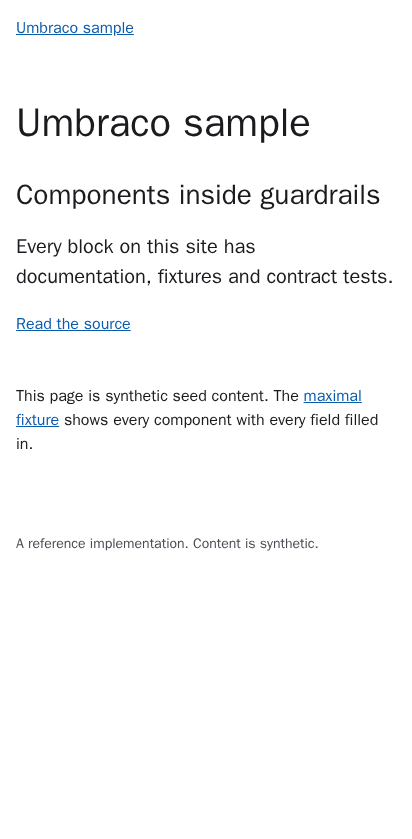 Umbraco sample
Umbraco sample
Components inside guardrails
Every block on this site has
documentation, fixtures and contract tests.
Read the source
This page is synthetic seed content. The maximal
fixture shows every component with every field filled
in.
A reference implementation. Content is synthetic.